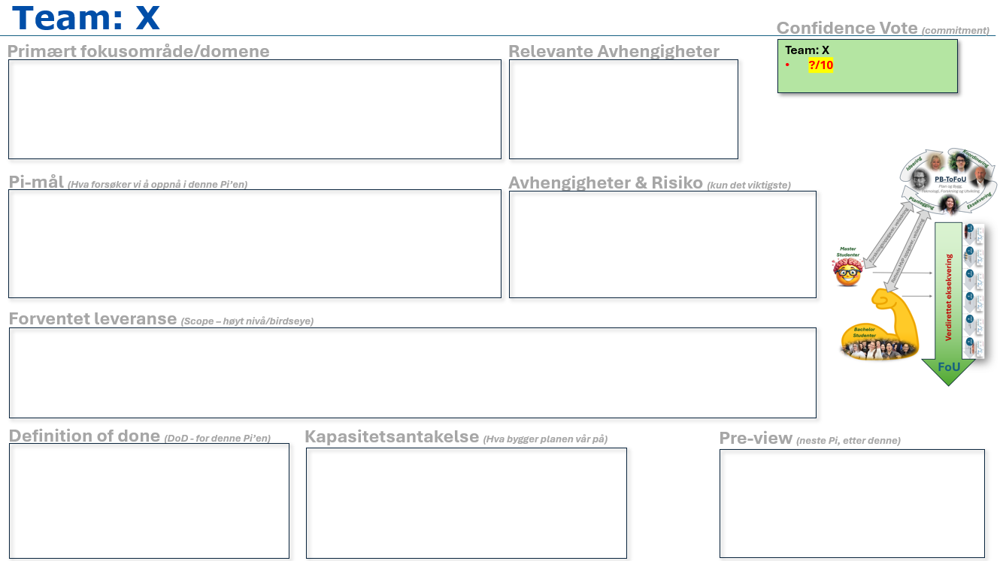 Team: X
Confidence Vote (commitment)
Team: X
• ?/10
Primært fokusområde/domene
Relevante Avhengigheter
Pi-mål (Hva forsøker vi å oppnå i denne Pi’en)
Avhengigheter & Risiko (kun det viktigste)
Ideering
Koordinering
PB-ToFoU
Plan og Bygg,
Teknologi, Forskning og Utvikling
Planlegging
Eksekvering
Master
Studenter
Verdirettet eksekvering
Bachelor
Studenter
FoU
Forventet leveranse (Scope – høyt nivå/birdseye)
Definition of done (DoD - for denne Pi’en)
Kapasitetsantakelse (Hva bygger planen vår på)
Pre-view (neste Pi, etter denne)